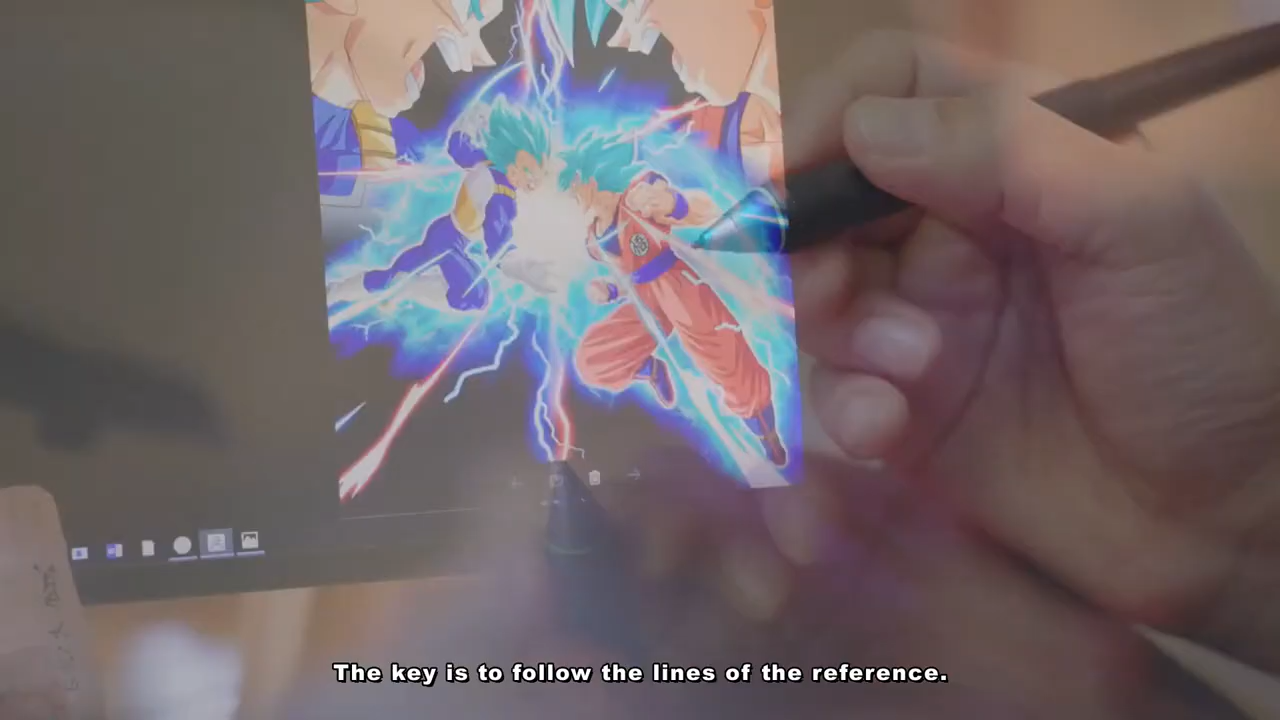 The key is to follow the lines of the reference.